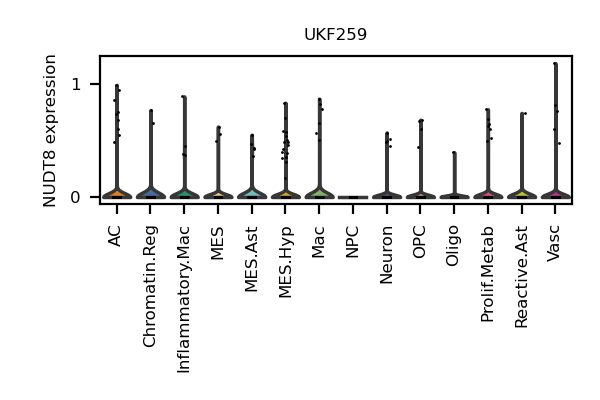 UKF259
NUDT8 expression
1
0
AC
Chromatin.Reg
Inflammatory.Mac
MES
MES.Ast
MES.Hyp
Mac
NPC
Neuron
OPC
Oligo
Prolif.Metab
Reactive.Ast
Vasc